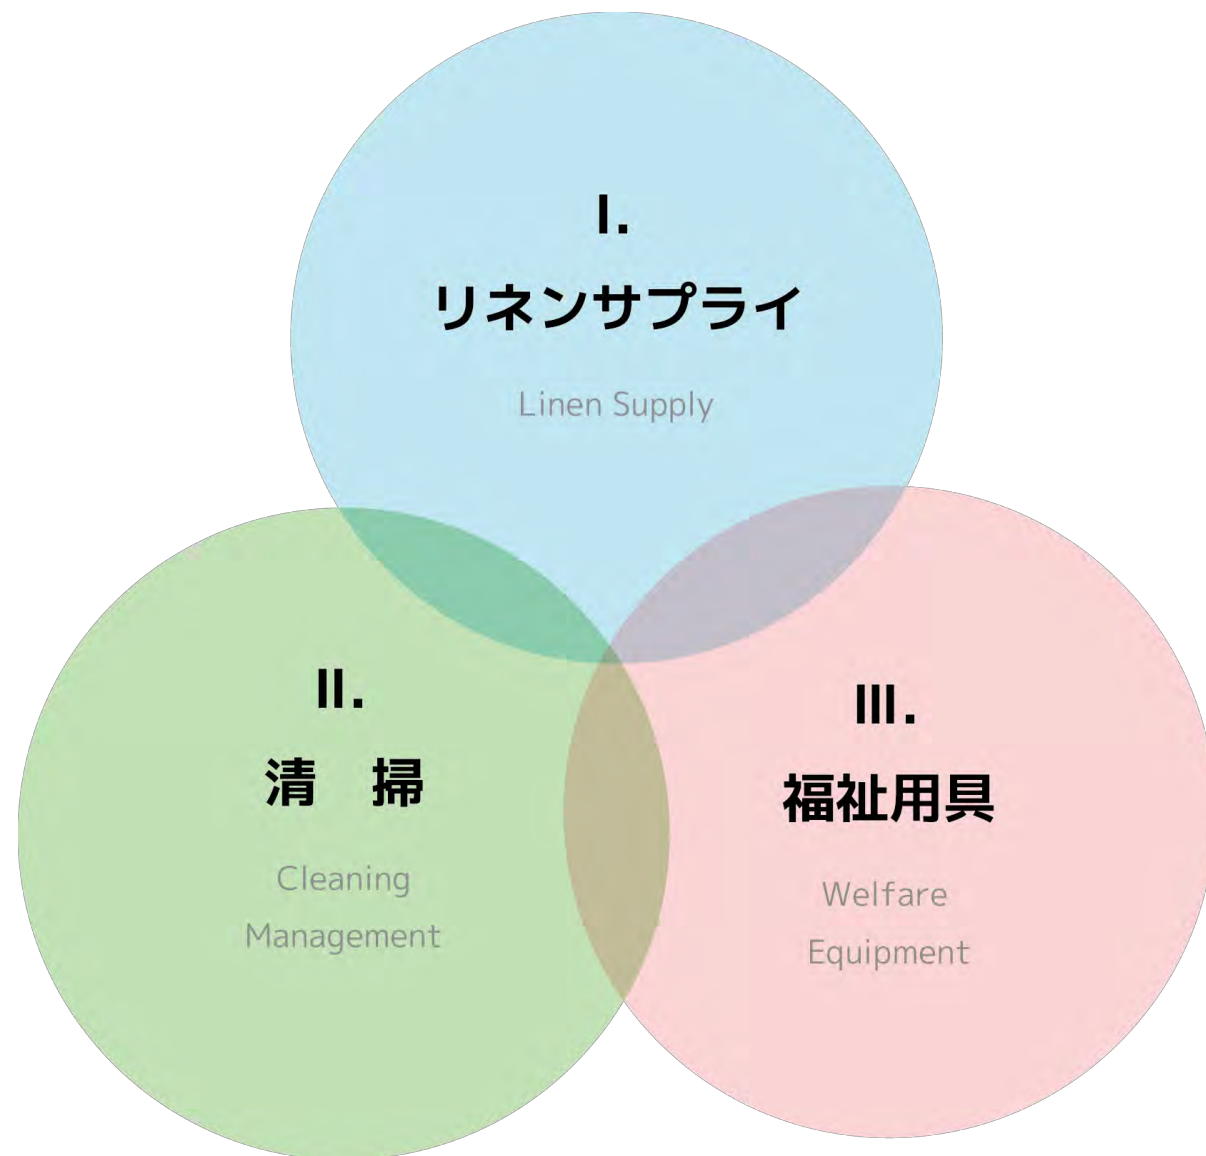 I.
リネンサプライ
Linen Supply
II.
清　掃
Cleaning
Management
III.
福祉用具
Welfare
Equipment